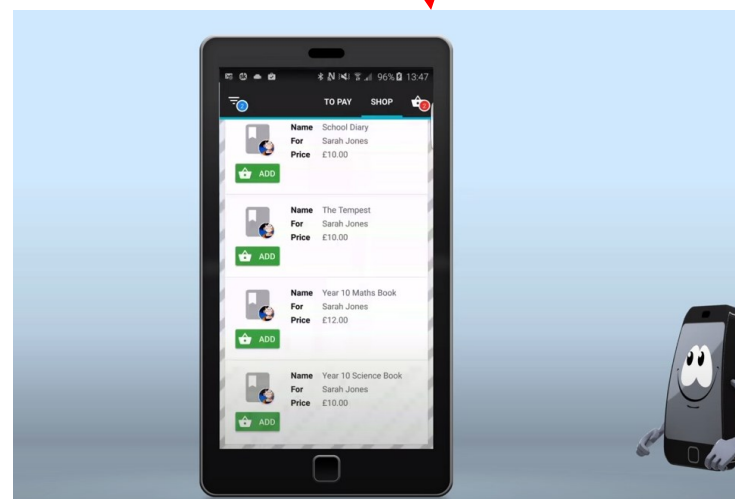 96% 13:47
TO PAY SHOP
Name School Diary
For Sarah Jones
Price £10.00
ADD
Name The Tempest
For Sarah Jones
Price £10.00
ADD
Name Year 10 Maths Book
For Sarah Jones
Price £12.00
ADD
Name Year 10 Science Book
For Sarah Jones
Price £10.00
ADD